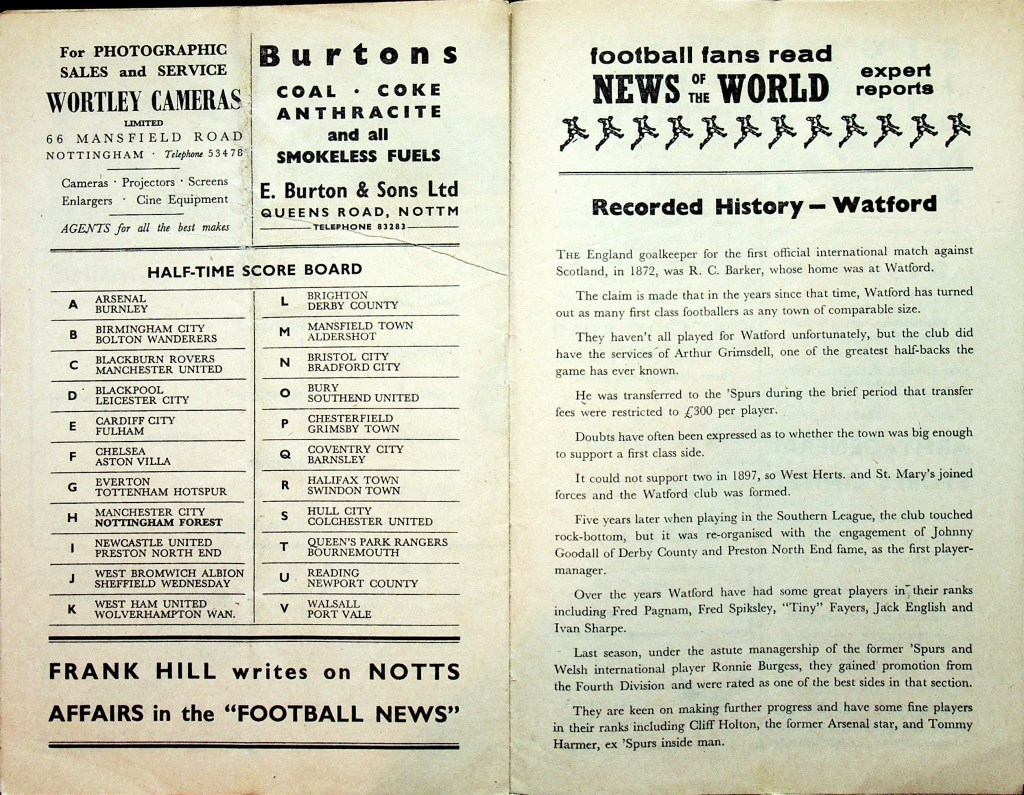 For PHOTOGRAPHIC
SALES and SERVICE
WORTLEY CAMERAS
LIMITED
66 MANSFIELD ROAD
NOTTINGHAM · Telephone 53478
Cameras · Projectors · Screens
Enlargers · Cine Equipment
AGENTS for all the best makes
Burtons
COAL · COKE
ANTHRACITE
and all
SMOKELESS FUELS
E. Burton & Sons Ltd
QUEENS ROAD, NOTTM
TELEPHONE 83283
HALF-TIME SCORE BOARD
A ARSENAL
BURNLEY
B BIRMINGHAM CITY
BOLTON WANDERERS
C BLACKBURN ROVERS
MANCHESTER UNITED
D BLACKPOOL
LEICESTER CITY
E CARDIFF CITY
FULHAM
F CHELSEA
ASTON VILLA
G EVERTON
TOTTENHAM HOTSPUR
H MANCHESTER CITY
NOTTINGHAM FOREST
I NEWCASTLE UNITED
PRESTON NORTH END
J WEST BROMWICH ALBION
SHEFFIELD WEDNESDAY
K WEST HAM UNITED
WOLVERHAMPTON WAN.
L BRIGHTON
DERBY COUNTY
M MANSFIELD TOWN
ALDERSHOT
N BRISTOL CITY
BRADFORD CITY
O BURY
SOUTHEND UNITED
P CHESTERFIELD
GRIMSBY TOWN
Q COVENTRY CITY
BARNSLEY
R HALIFAX TOWN
SWINDON TOWN
S HULL CITY
COLCHESTER UNITED
T QUEEN'S PARK RANGERS
BOURNEMOUTH
U READING
NEWPORT COUNTY
V WALSALL
PORT VALE
FRANK HILL writes on NOTTS
AFFAIRS in the "FOOTBALL NEWS"
football fans read
NEWS OF THE WORLD
expert
reports
Recorded History – Watford
THE England goalkeeper for the first official international match against
Scotland, in 1872, was R. C. Barker, whose home was at Watford.
The claim is made that in the years since that time, Watford has turned
out as many first class footballers as any town of comparable size.
They haven't all played for Watford unfortunately, but the club did
have the services of Arthur Grimsdell, one of the greatest half-backs the
game has ever known.
He was transferred to the 'Spurs during the brief period that transfer
fees were restricted to £300 per player.
Doubts have often been expressed as to whether the town was big enough
to support a first class side.
It could not support two in 1897, so West Herts. and St. Mary's joined
forces and the Watford club was formed.
Five years later when playing in the Southern League, the club touched
rock-bottom, but it was re-organised with the engagement of Johnny
Goodall of Derby County and Preston North End fame, as the first player-
manager.
Over the years Watford have had some great players in their ranks
including Fred Pagnam, Fred Spiksley, "Tiny" Fayers, Jack English and
Ivan Sharpe.
Last season, under the astute managership of the former 'Spurs and
Welsh international player Ronnie Burgess, they gained promotion from
the Fourth Division and were rated as one of the best sides in that section.
They are keen on making further progress and have some fine players
in their ranks including Cliff Holton, the former Arsenal star, and Tommy
Harmer, ex 'Spurs inside man.